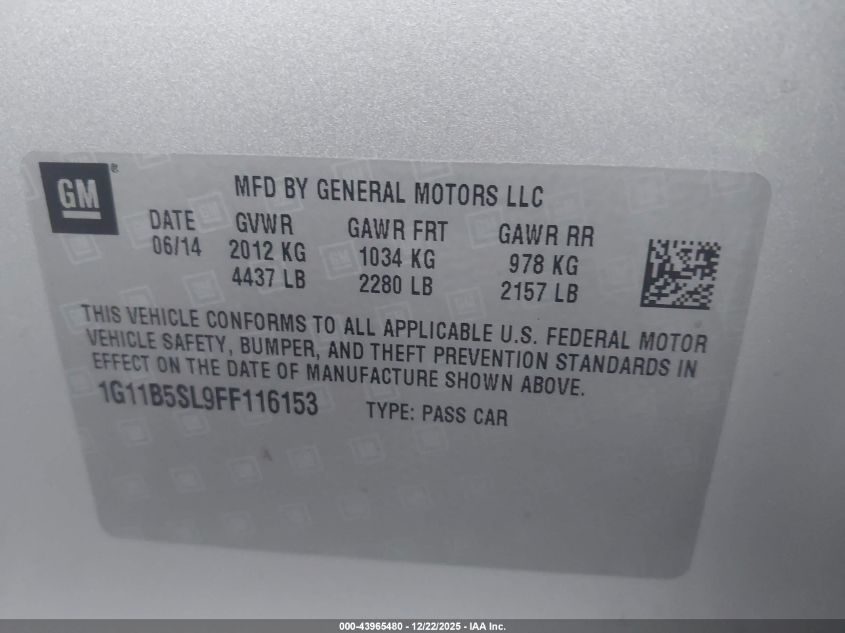 GM®
MFD BY GENERAL MOTORS LLC
DATE GVWR GAWR FRT GAWR RR
06/14 2012 KG 1034 KG 978 KG
4437 LB 2280 LB 2157 LB
THIS VEHICLE CONFORMS TO ALL APPLICABLE U.S. FEDERAL MOTOR
VEHICLE SAFETY, BUMPER, AND THEFT PREVENTION STANDARDS IN
EFFECT ON THE DATE OF MANUFACTURE SHOWN ABOVE.
1G11B5SL9FF116153 TYPE: PASS CAR
000-43965480 - 12/22/2025 - IAA Inc.